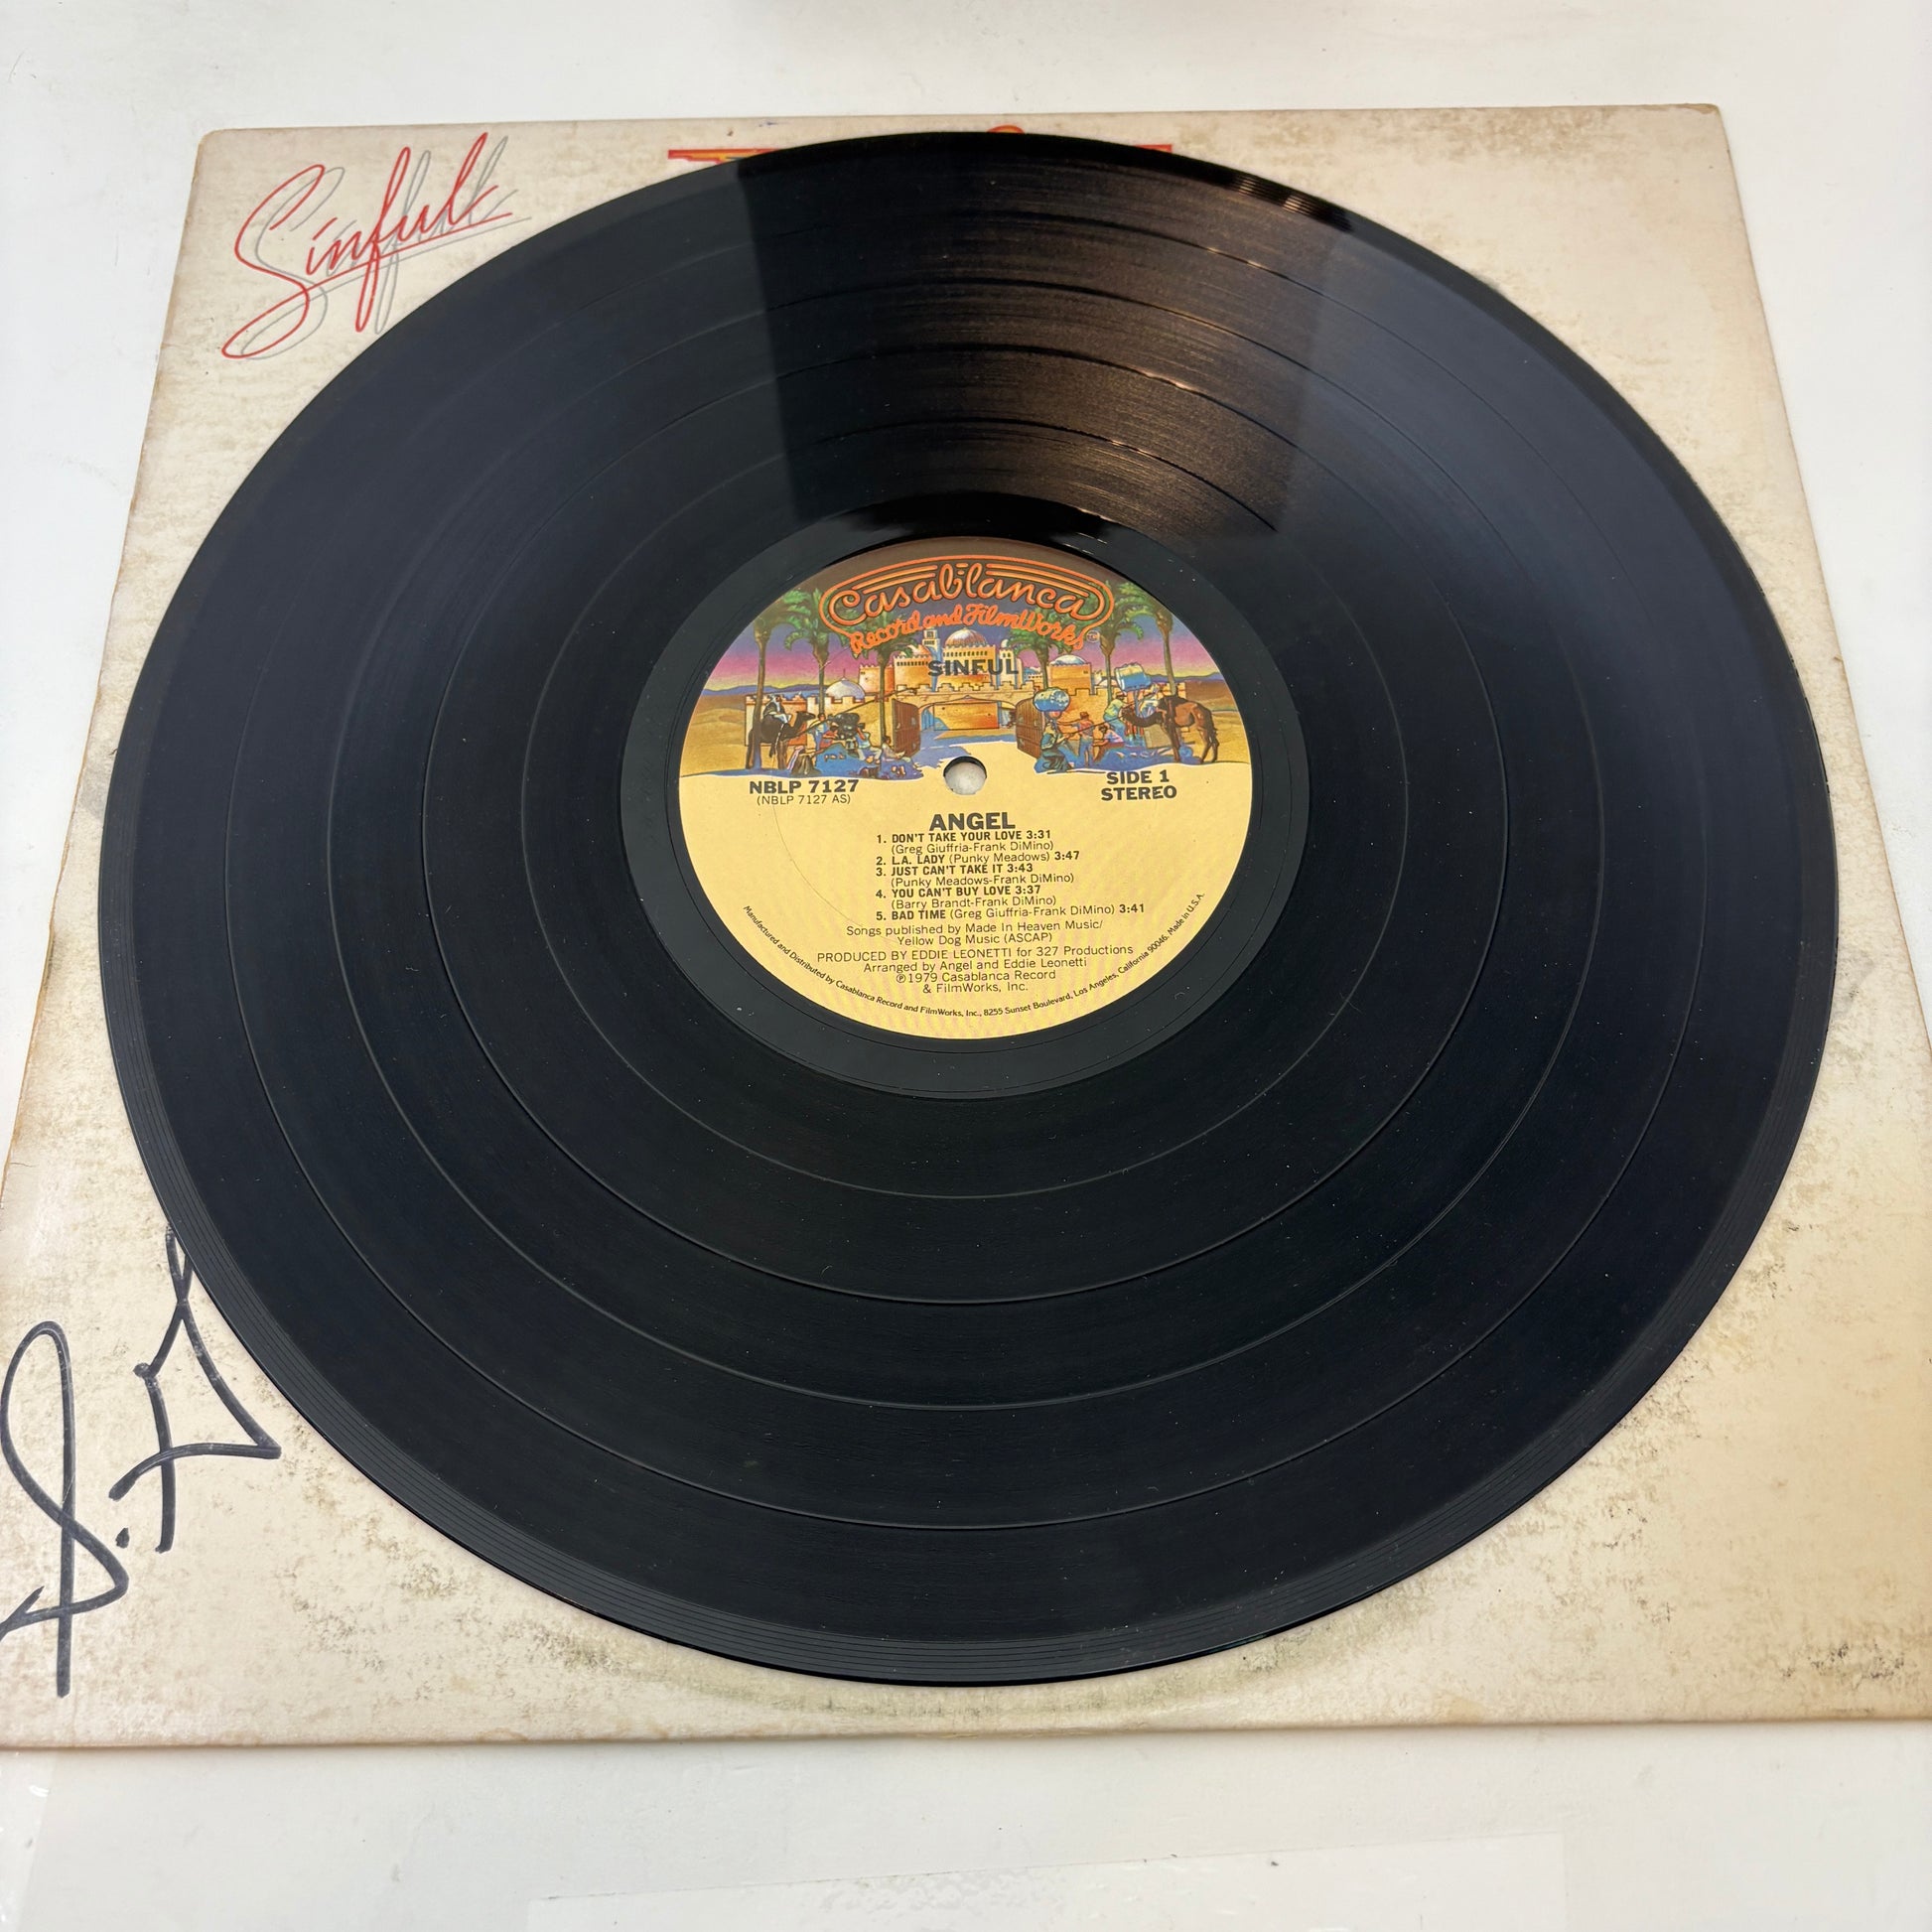 Sinful
Casablanca
Record and FilmWorks™
SINFUL
NBLP 7127
(NBLP 7127 AS)
SIDE 1
STEREO
ANGEL
1. DON'T TAKE YOUR LOVE 3:31
(Greg Giuffria-Frank DiMino)
2. L.A. LADY (Punky Meadows) 3:47
3. JUST CAN'T TAKE IT 3:43
(Punky Meadows-Frank DiMino)
4. YOU CAN'T BUY LOVE 3:37
(Barry Brandt-Frank DiMino)
5. BAD TIME (Greg Giuffria-Frank DiMino) 3:41
Songs published by Made In Heaven Music/
Yellow Dog Music (ASCAP)
PRODUCED BY EDDIE LEONETTI for 327 Productions
Arranged by Angel and Eddie Leonetti
℗1979 Casablanca Record
& FilmWorks, Inc.
Manufactured and Distributed by Casablanca Record and FilmWorks, Inc., 8255 Sunset Boulevard, Los Angeles, California 90046. Made in U.S.A.